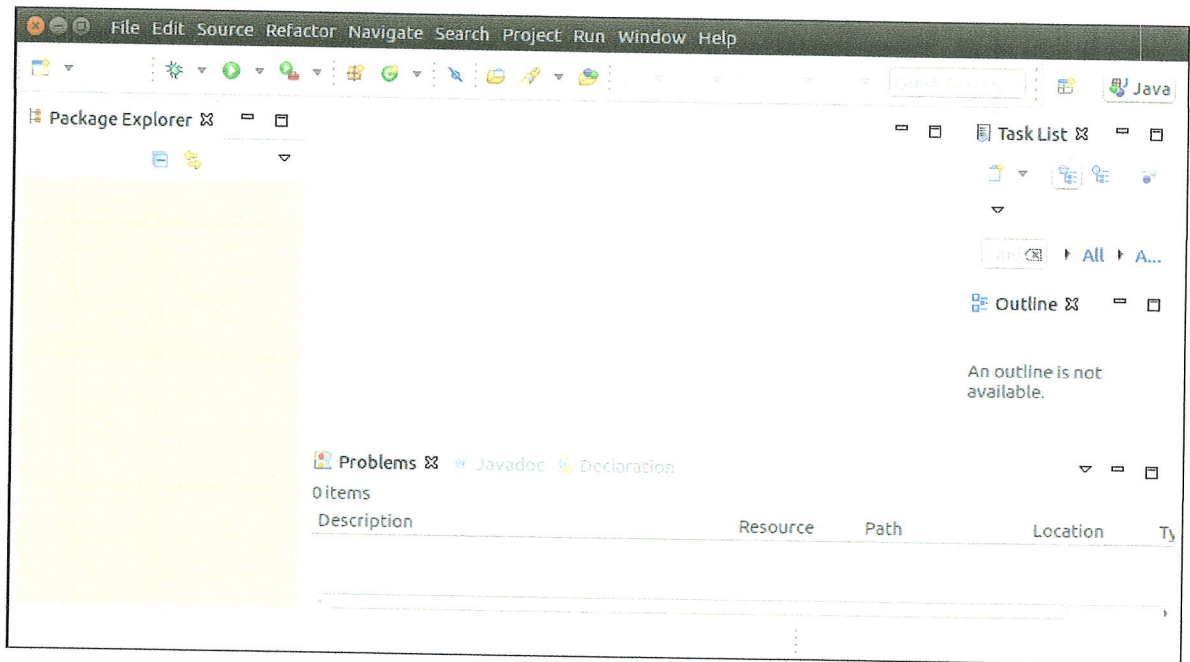 File Edit Source Refactor Navigate Search Project Run Window Help
Java
Package Explorer
Task List
All
A...
Outline
An outline is not
available.
Problems Javadoc Declaration
0 items
Description Resource Path Location Ty